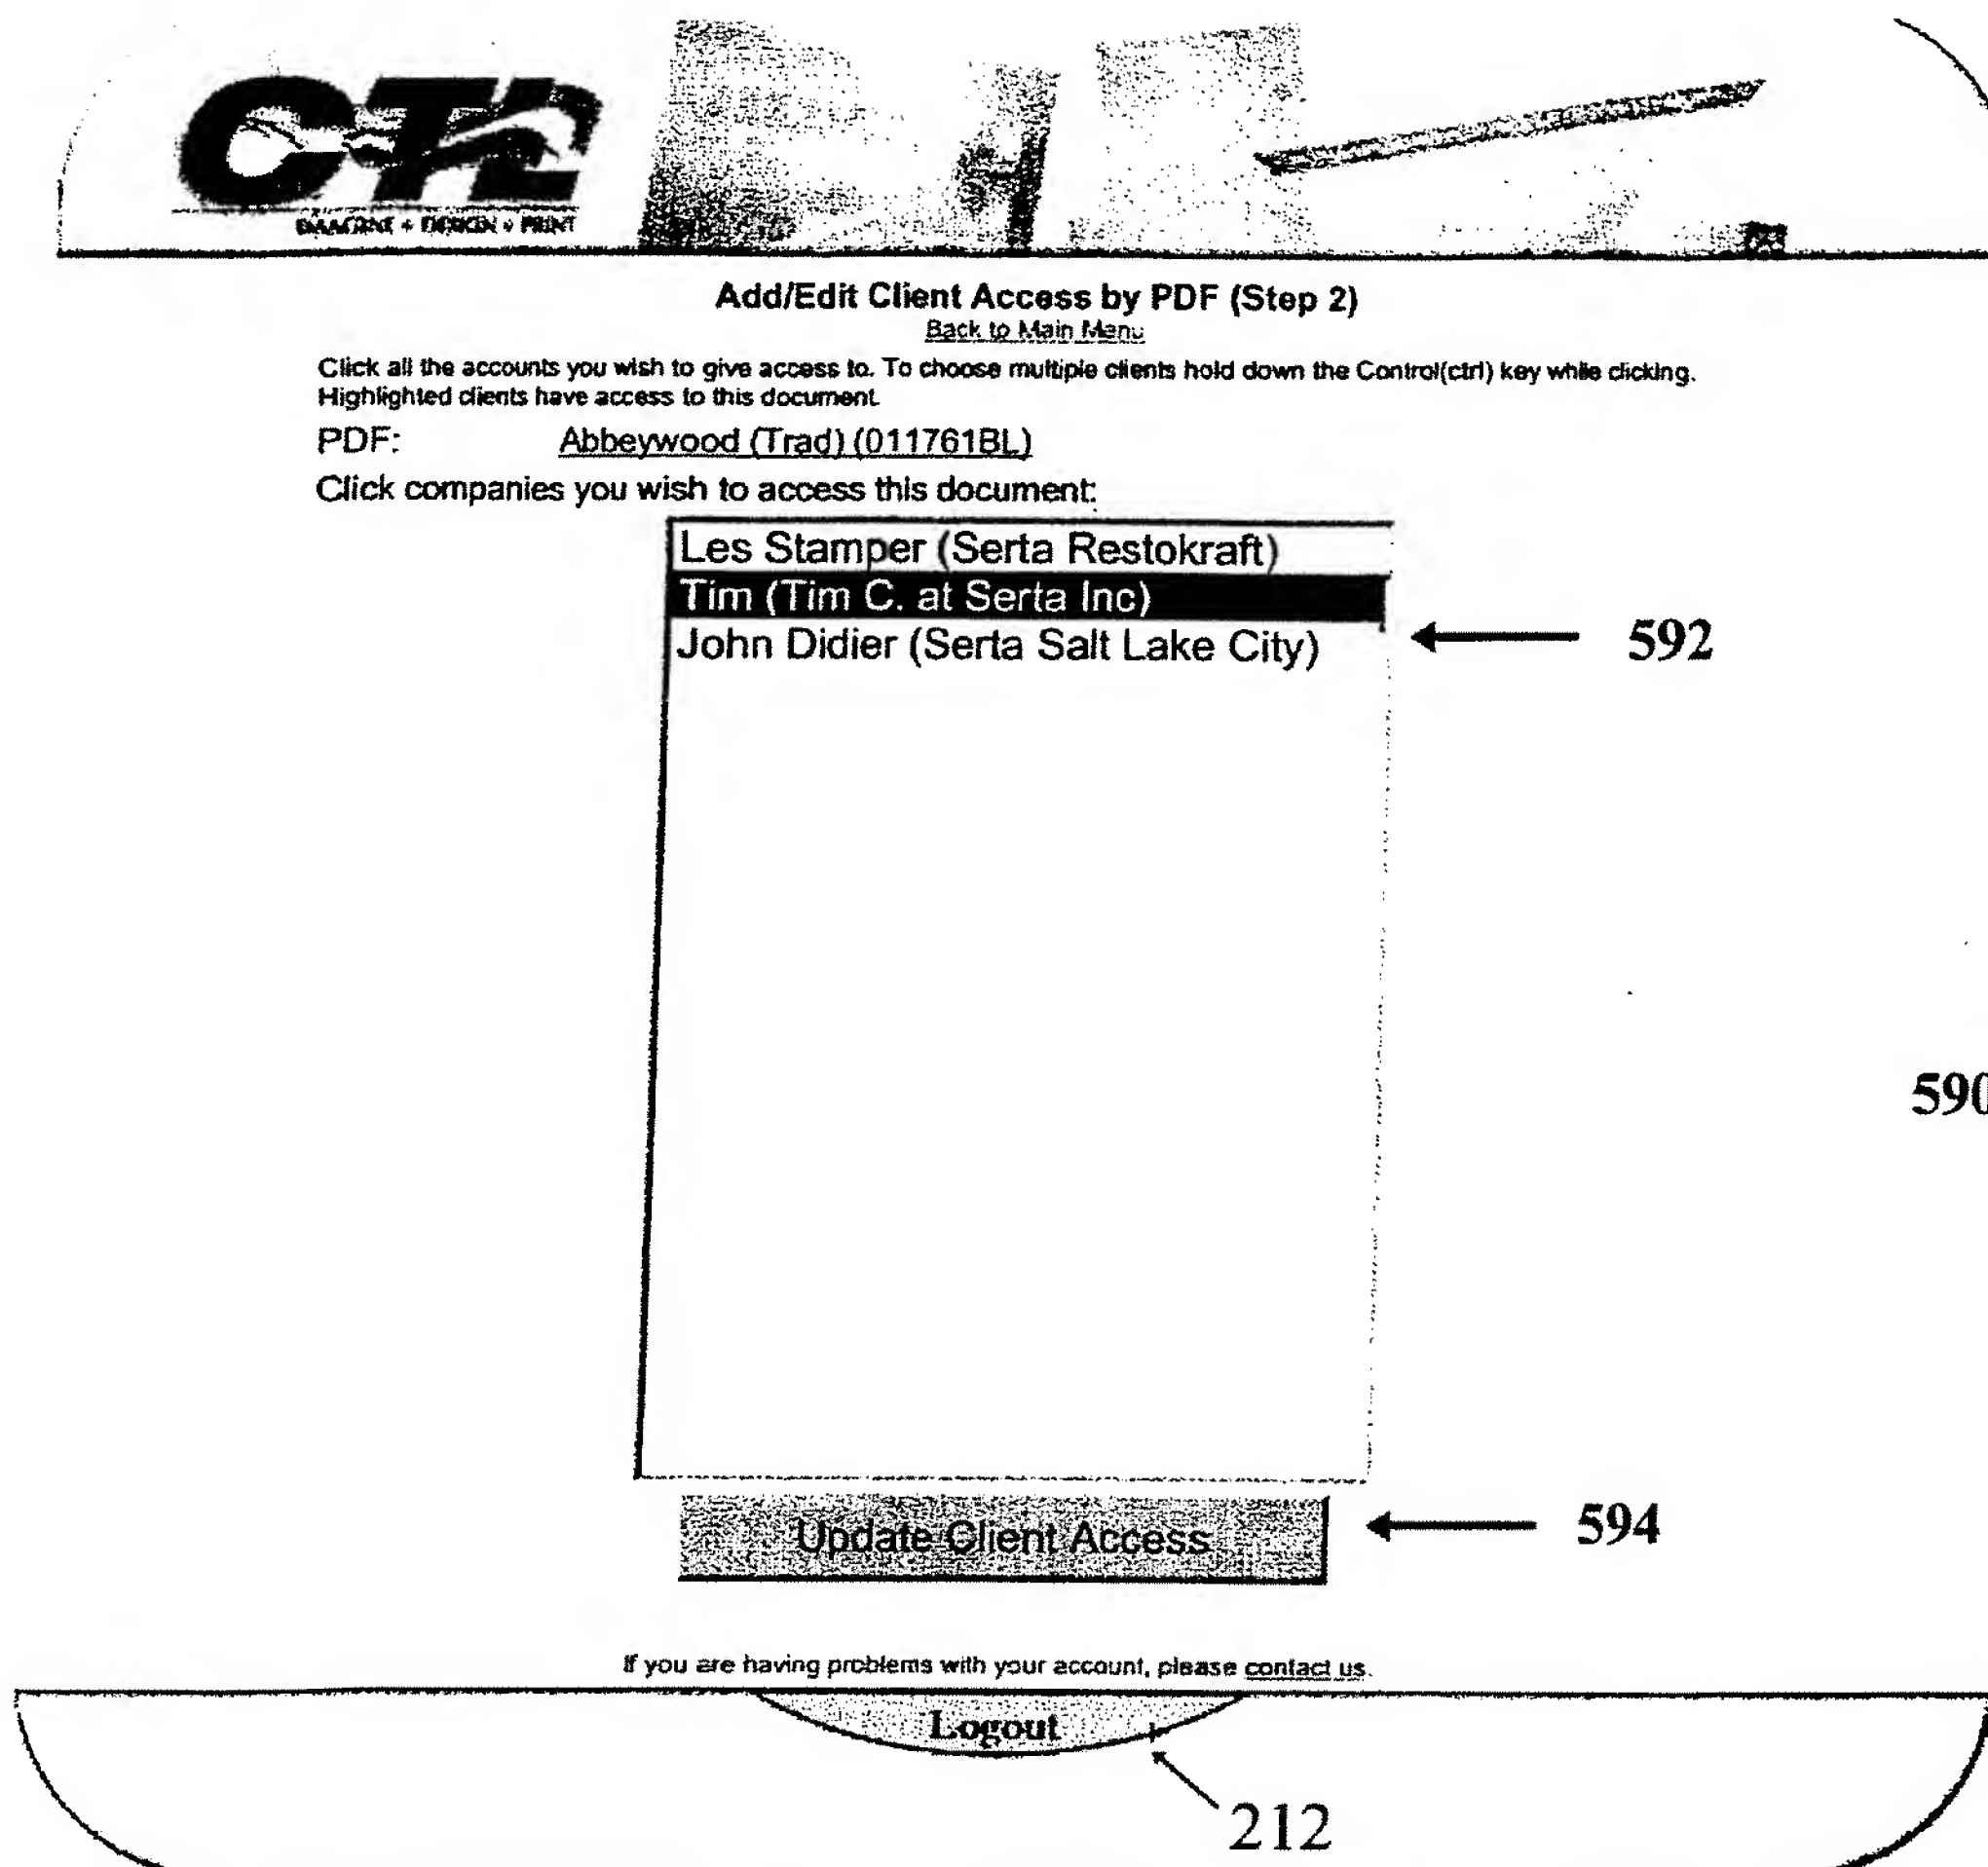 CTL
IMAGINE + DESIGN + PRINT
Add/Edit Client Access by PDF (Step 2)
Back to Main Menu
Click all the accounts you wish to give access to. To choose multiple clients hold down the Control(ctrl) key while clicking.
Highlighted clients have access to this document.
PDF: Abbeywood (Trad) (011761BL)
Click companies you wish to access this document:
Les Stamper (Serta Restokraft)
Tim (Tim C. at Serta Inc)
John Didier (Serta Salt Lake City)
592
590
Update Client Access
594
If you are having problems with your account, please contact us.
Logout
212